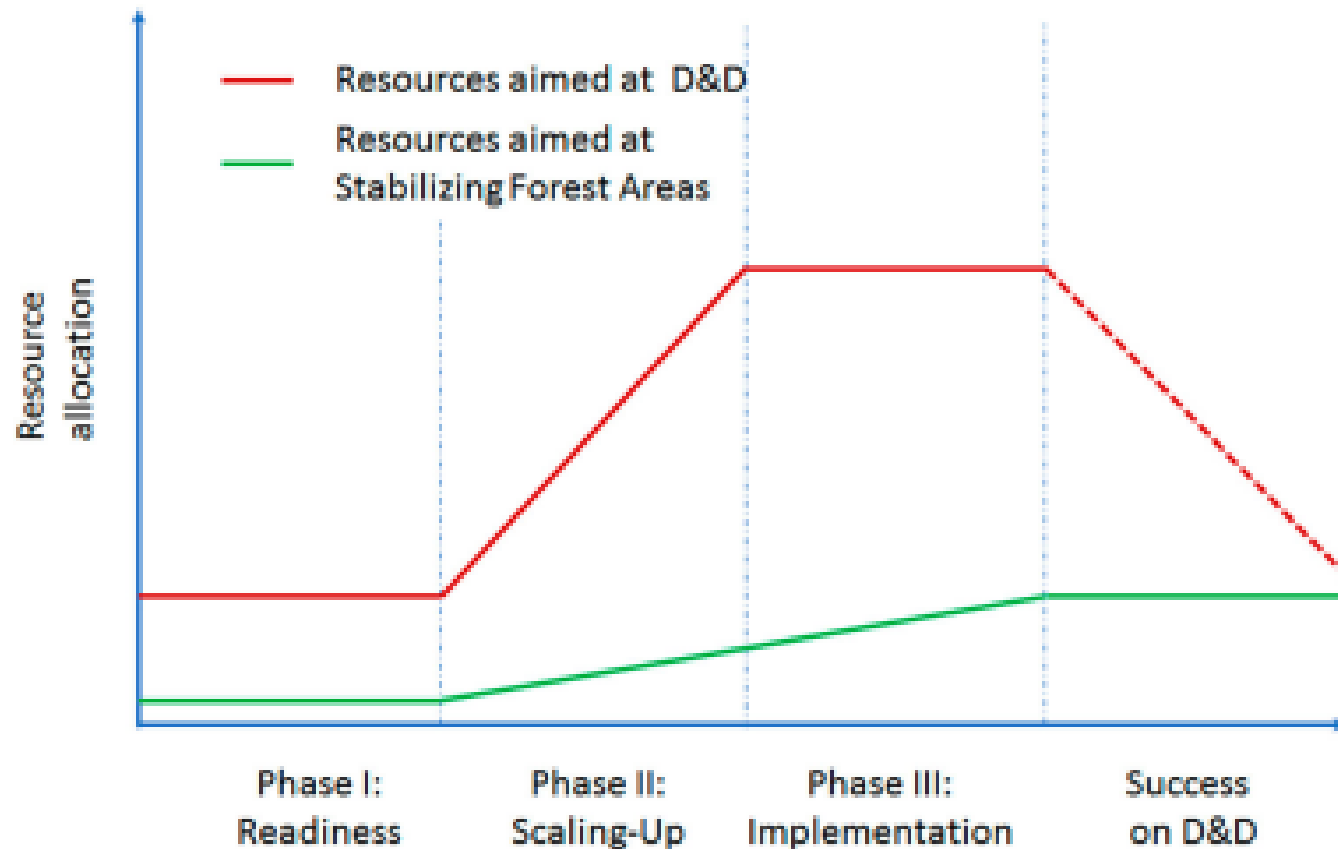 Resources aimed at D&D
Resources aimed at
Stabilizing Forest Areas
Resource
allocation
Phase I:
Readiness
Phase II:
Scaling-Up
Phase III:
Implementation
Success
on D&D